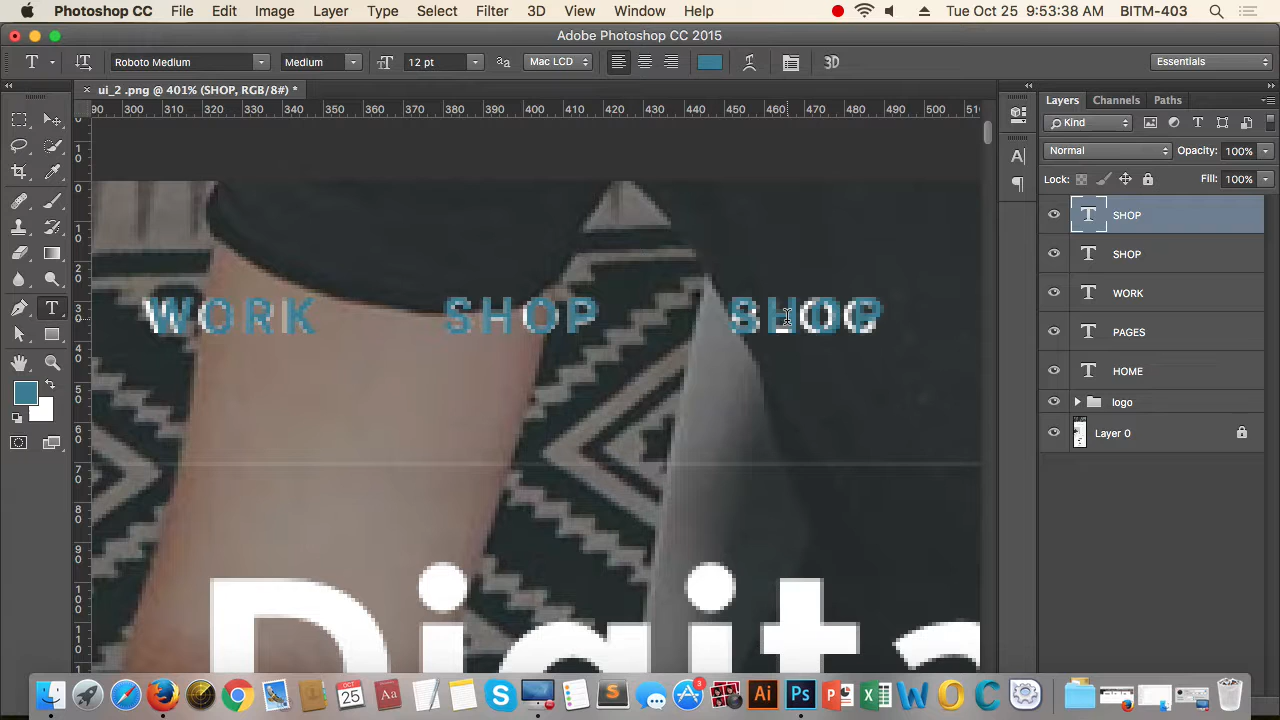 Photoshop CC File Edit Image Layer Type Select Filter 3D View Window Help Tue Oct 25 9:53:38 AM BITM-403
Adobe Photoshop CC 2015
T Roboto Medium Medium 12 pt Mac LCD 3D Essentials
ui_2 .png @ 401% (SHOP, RGB/8#) *
Layers Channels Paths
300 310 320 330 340 350 360 370 380 390 400 410 420 430 440 450 460 470 480 490 500
Kind
Normal Opacity: 100%
Lock: Fill: 100%
SHOP
SHOP
WORK
PAGES
HOME
logo
Layer 0
WORK SHOP SHOP
Digita